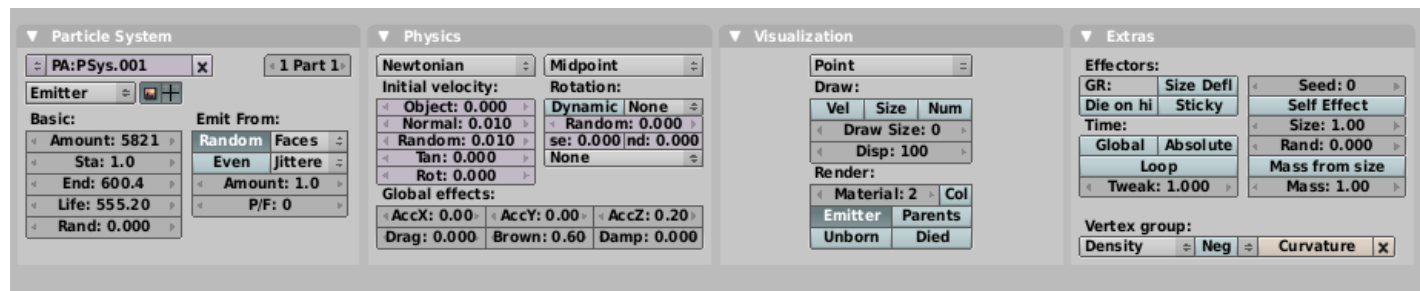 Particle System
PA:PSys.001 x 1 Part 1
Emitter
Basic:
Amount: 5821
Sta: 1.0
End: 600.4
Life: 555.20
Rand: 0.000
Emit From:
Random Faces
Even Jittere
Amount: 1.0
P/F: 0
Physics
Newtonian Midpoint
Initial velocity:
Object: 0.000
Normal: 0.010
Random: 0.010
Tan: 0.000
Rot: 0.000
Rotation:
Dynamic None
Random: 0.000
se: 0.000 nd: 0.000
None
Global effects:
AccX: 0.00 AccY: 0.00 AccZ: 0.20
Drag: 0.000 Brown: 0.60 Damp: 0.000
Visualization
Point
Draw:
Vel Size Num
Draw Size: 0
Disp: 100
Render:
Material: 2 Col
Emitter Parents
Unborn Died
Extras
Effectors:
GR: Size Defl
Die on hi Sticky
Time:
Global Absolute
Loop
Tweak: 1.000
Seed: 0
Self Effect
Size: 1.00
Rand: 0.000
Mass from size
Mass: 1.00
Vertex group:
Density Neg Curvature x